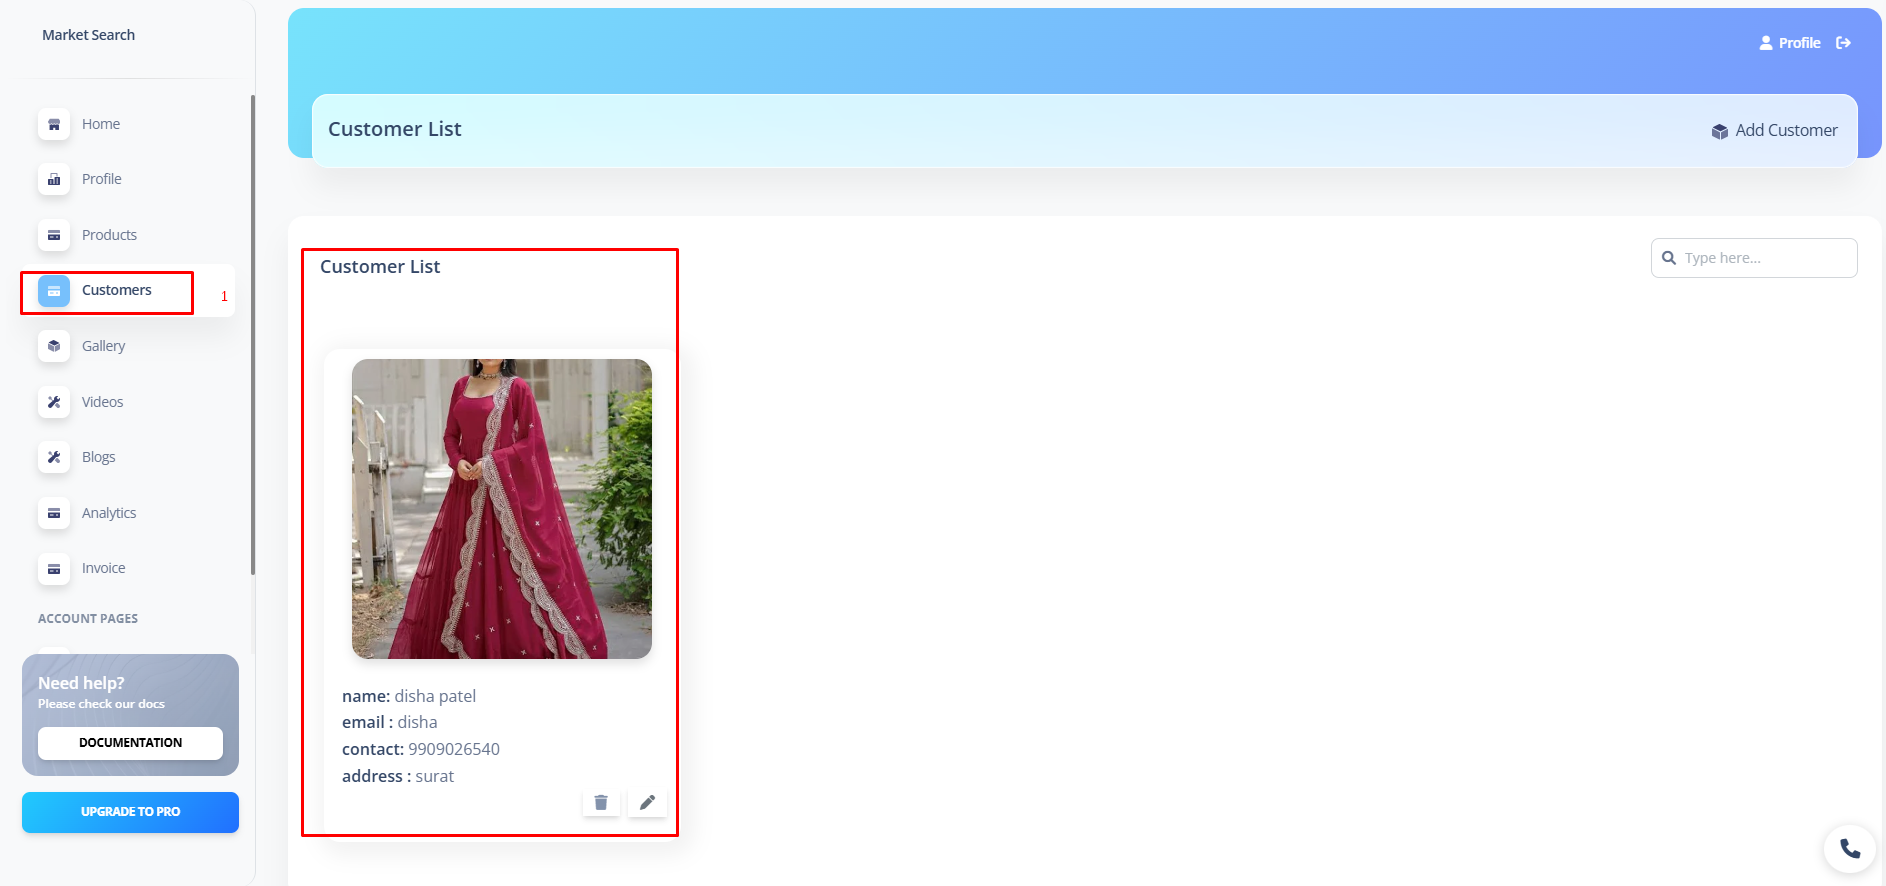 Market Search
Home
Profile
Products
Customers
1
Gallery
Videos
Blogs
Analytics
Invoice
ACCOUNT PAGES
Need help?
Please check our docs
DOCUMENTATION
UPGRADE TO PRO
Profile
Customer List
Add Customer
Customer List
Type here...
name: disha patel
email : disha
contact: 9909026540
address : surat